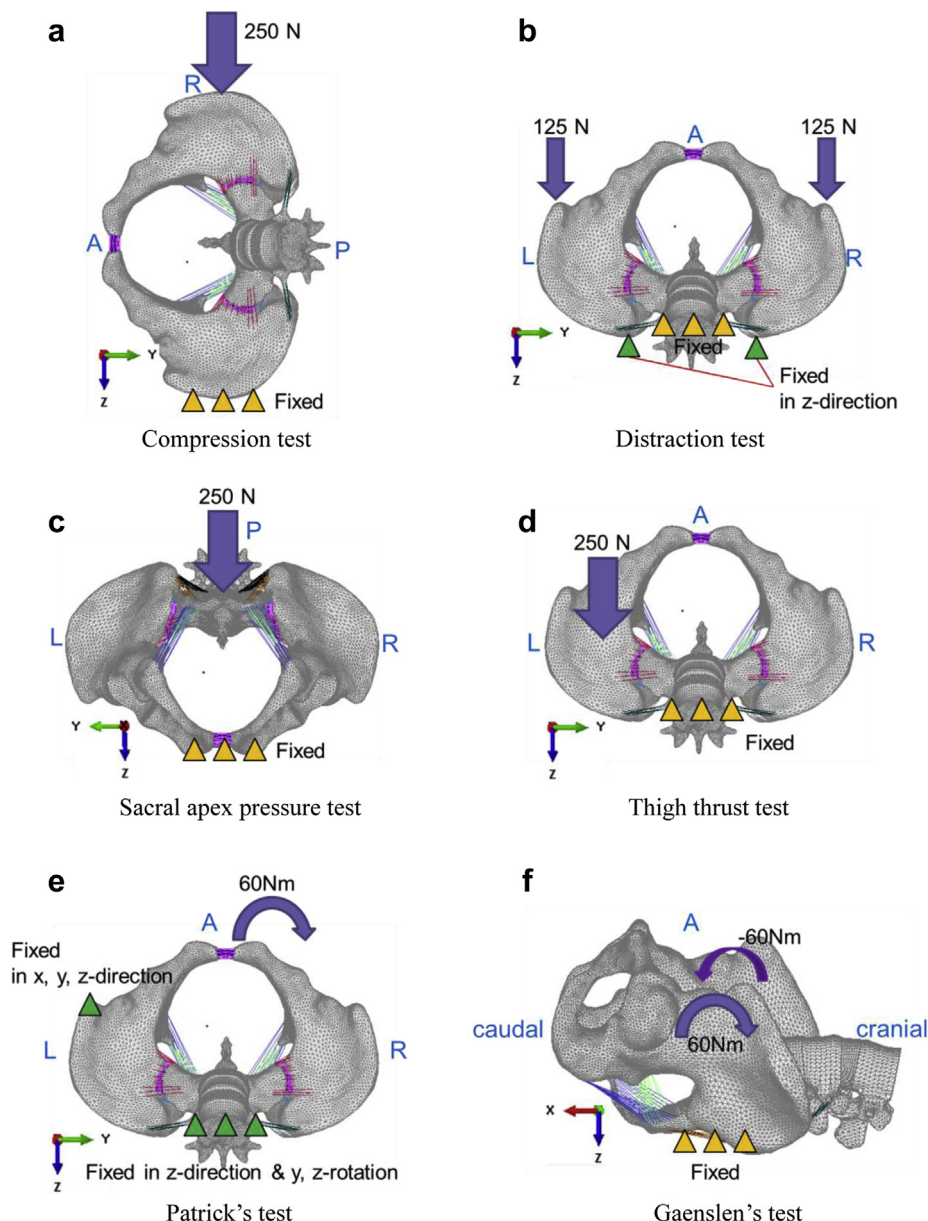 a
250 N
R
A
P
Y
Z
Fixed
Compression test
b
125 N
A
125 N
L
R
Fixed
Y
Z
Fixed
in z-direction
Distraction test
c
250 N
P
L
R
Y
X
Z
Fixed
Sacral apex pressure test
d
A
250 N
L
R
Y
Z
Fixed
Thigh thrust test
e
60Nm
A
Fixed
in x, y, z-direction
L
R
Y
Z
Fixed in z-direction & y, z-rotation
Patrick's test
f
A
-60Nm
caudal
cranial
60Nm
X
Z
Fixed
Gaenslen's test